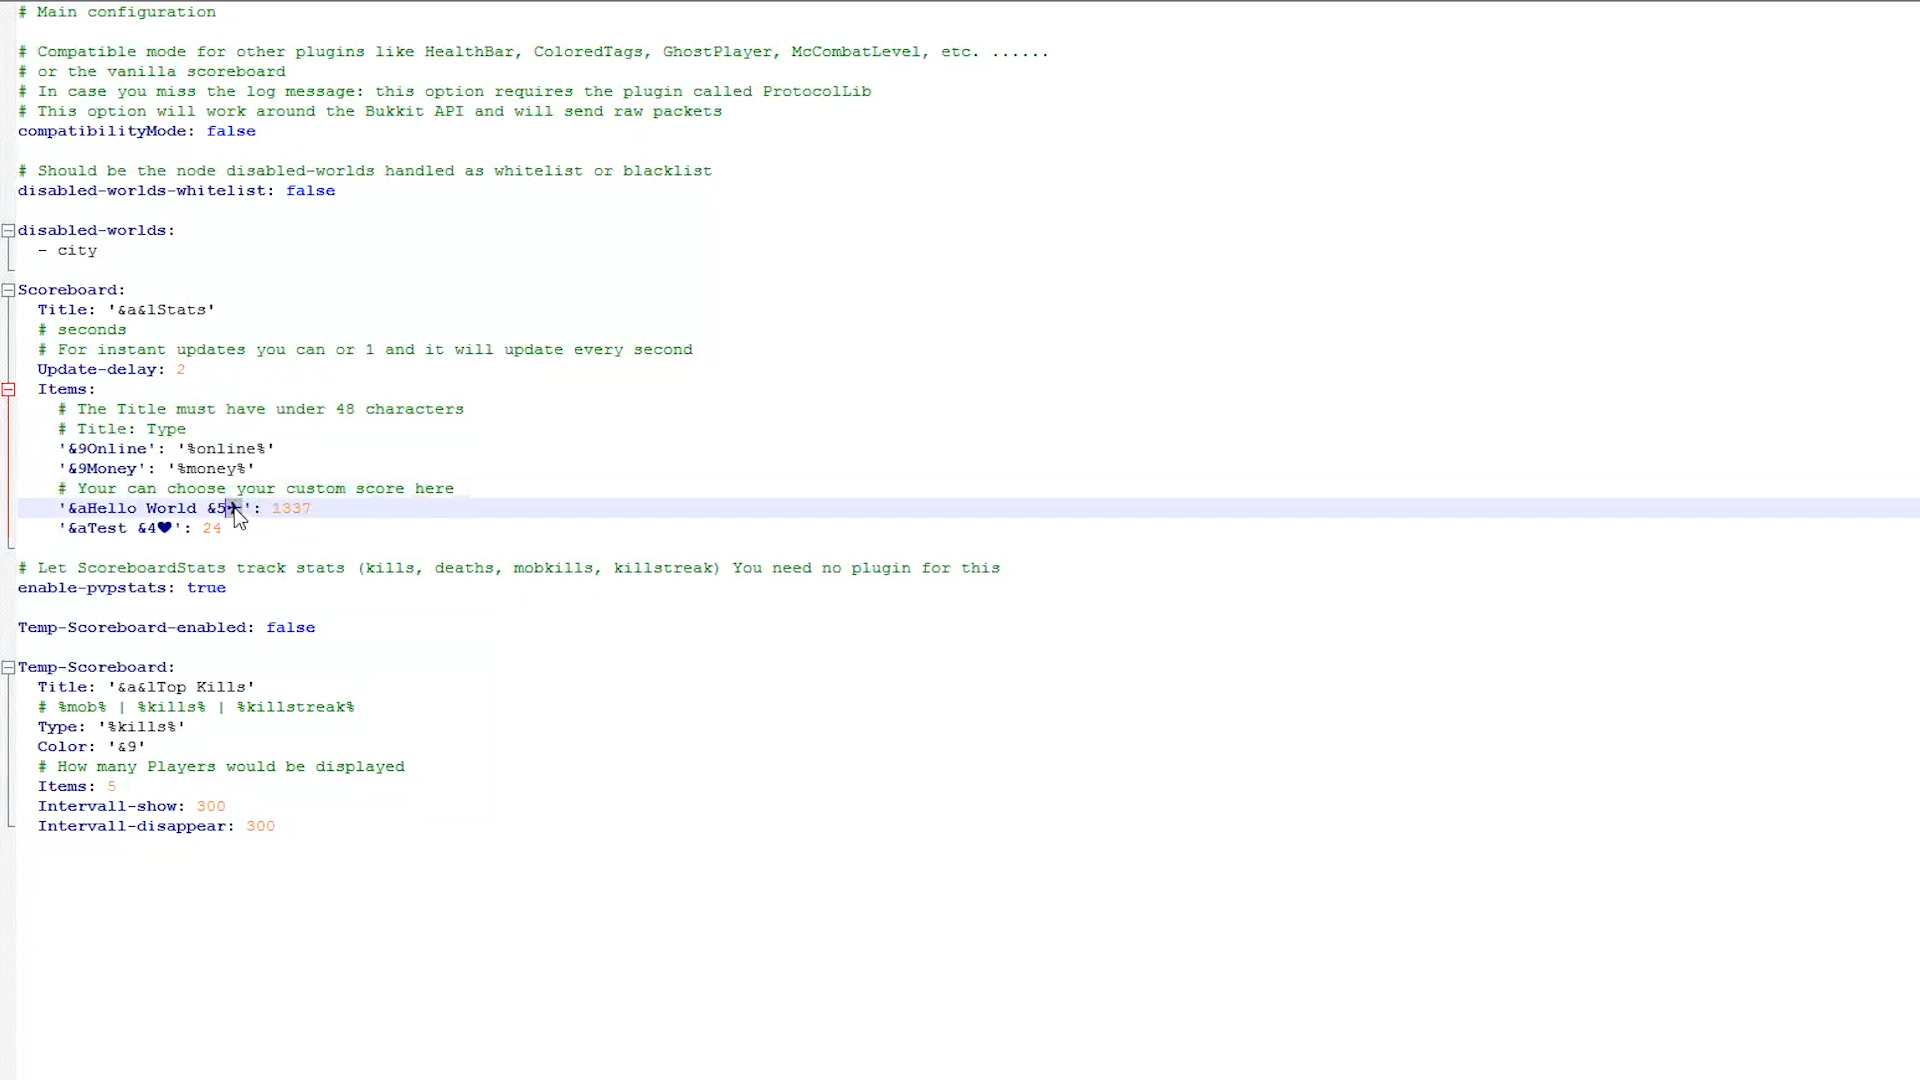 # Main configuration
# Compatible mode for other plugins like HealthBar, ColoredTags, GhostPlayer, McCombatLevel, etc. ......
# or the vanilla scoreboard
# In case you miss the log message: this option requires the plugin called ProtocolLib
# This option will work around the Bukkit API and will send raw packets
compatibilityMode: false
# Should be the node disabled-worlds handled as whitelist or blacklist
disabled-worlds-whitelist: false
disabled-worlds:
- city
Scoreboard:
Title: '&a&lStats'
# seconds
# For instant updates you can or 1 and it will update every second
Update-delay: 2
Items:
# The Title must have under 48 characters
# Title: Type
'&9Online': '%online%'
'&9Money': '%money%'
# Your can choose your custom score here
'&aHello World &5': 1337
'&aTest &4♥': 24
# Let ScoreboardStats track stats (kills, deaths, mobkills, killstreak) You need no plugin for this
enable-pvpstats: true
Temp-Scoreboard-enabled: false
Temp-Scoreboard:
Title: '&a&lTop Kills'
# %mob% | %kills% | %killstreak%
Type: '%kills%'
Color: '&9'
# How many Players would be displayed
Items: 5
Intervall-show: 300
Intervall-disappear: 300